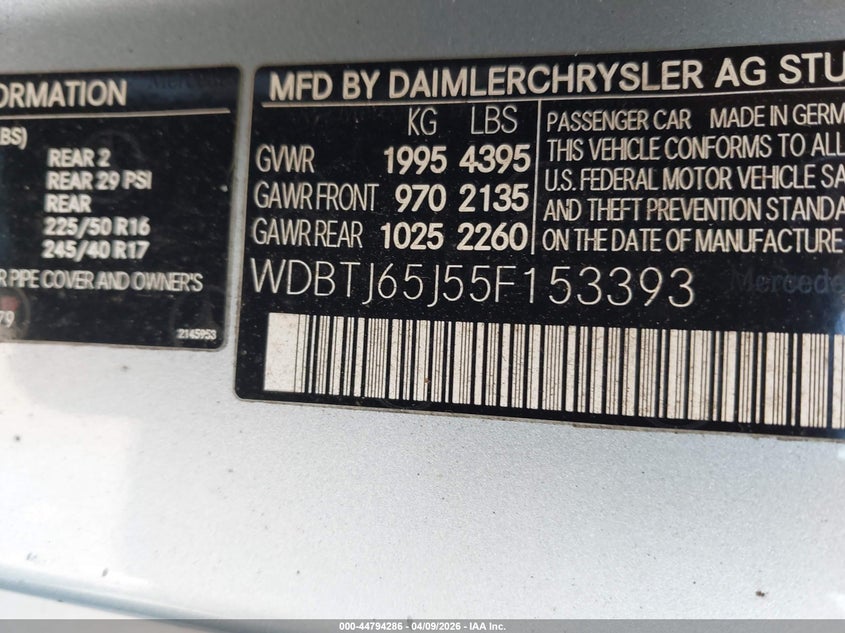 ORMATION
BS)
REAR 2
REAR 29 PSI
REAR
225/50 R16
245/40 R17
R PIPE COVER AND OWNER'S
79
2145953
MFD BY DAIMLERCHRYSLER AG STU
KG LBS
GVWR 1995 4395
GAWR FRONT 970 2135
GAWR REAR 1025 2260
PASSENGER CAR MADE IN GERM
THIS VEHICLE CONFORMS TO ALL
U.S. FEDERAL MOTOR VEHICLE SA
AND THEFT PREVENTION STANDA
ON THE DATE OF MANUFACTURE
WDBTJ65J55F153393
Mercede
000-44794286 | 04/09/2026 | IAA Inc.